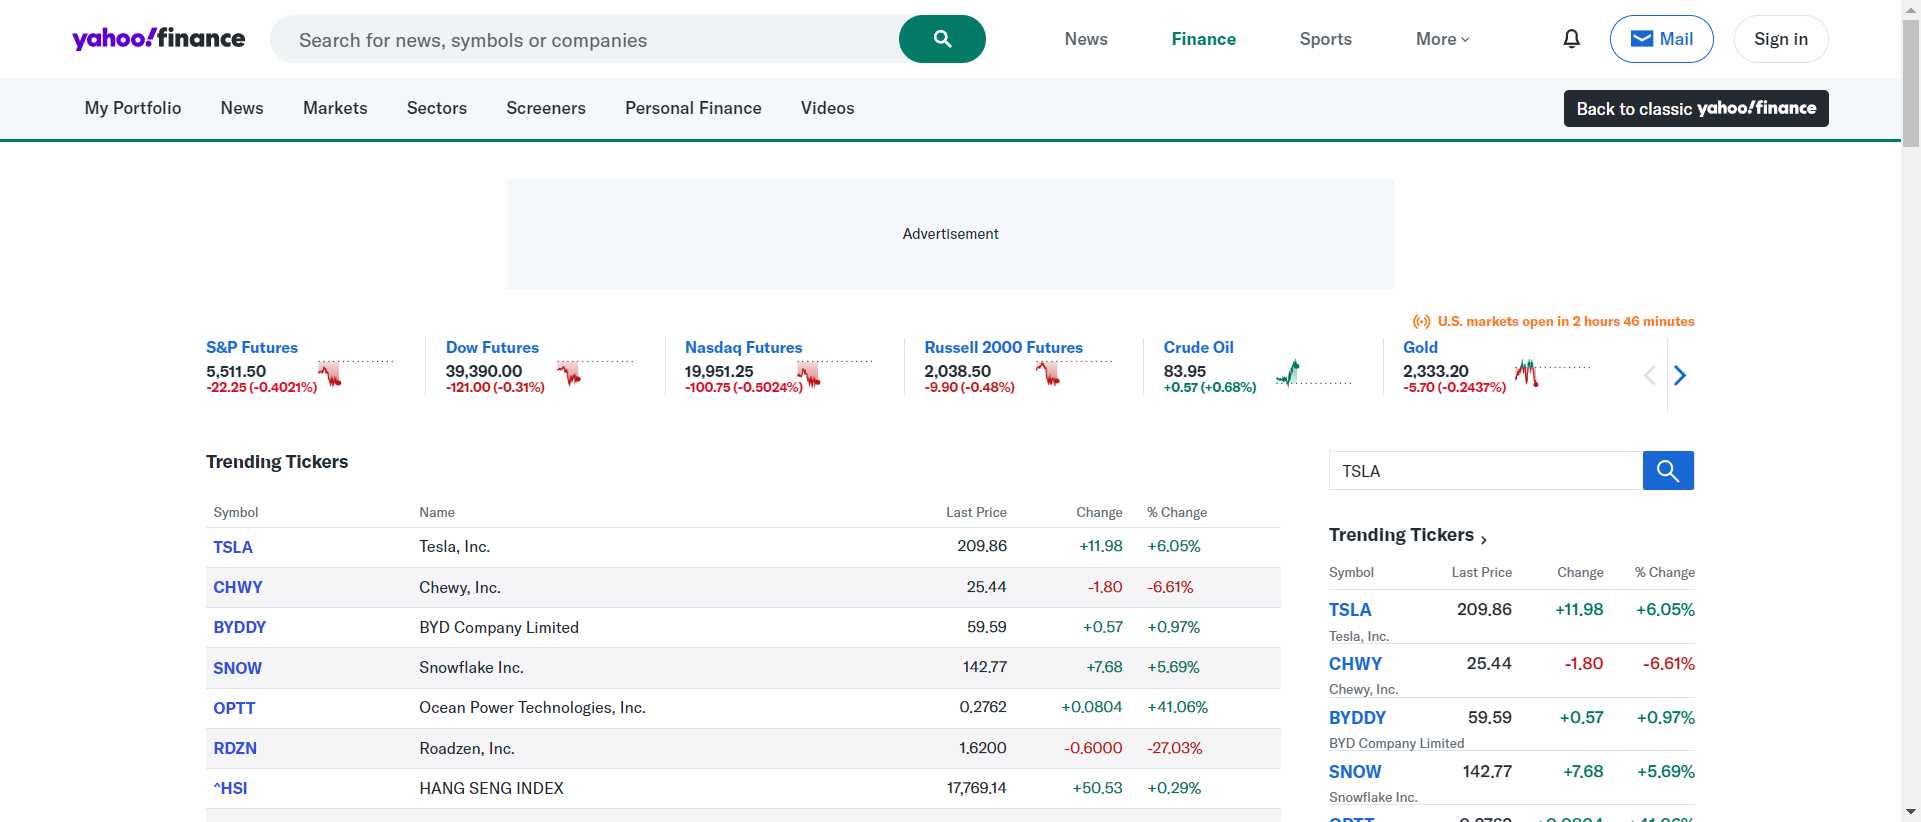 yahoo!finance
Search for news, symbols or companies
News Finance Sports More
Mail
Sign in
My Portfolio News Markets Sectors Screeners Personal Finance Videos
Back to classic yahoo!finance
Advertisement
U.S. markets open in 2 hours 46 minutes
S&P Futures
5,511.50
-22.25 (-0.4021%)
Dow Futures
39,390.00
-121.00 (-0.31%)
Nasdaq Futures
19,951.25
-100.75 (-0.5024%)
Russell 2000 Futures
2,038.50
-9.90 (-0.48%)
Crude Oil
83.95
+0.57 (+0.68%)
Gold
2,333.20
-5.70 (-0.2437%)
Trending Tickers
Symbol Name Last Price Change % Change
TSLA Tesla, Inc. 209.86 +11.98 +6.05%
CHWY Chewy, Inc. 25.44 -1.80 -6.61%
BYDDY BYD Company Limited 59.59 +0.57 +0.97%
SNOW Snowflake Inc. 142.77 +7.68 +5.69%
OPTT Ocean Power Technologies, Inc. 0.2762 +0.0804 +41.06%
RDZN Roadzen, Inc. 1.6200 -0.6000 -27.03%
^HSI HANG SENG INDEX 17,769.14 +50.53 +0.29%
TSLA
Trending Tickers
Symbol Last Price Change % Change
TSLA 209.86 +11.98 +6.05%
Tesla, Inc.
CHWY 25.44 -1.80 -6.61%
Chewy, Inc.
BYDDY 59.59 +0.57 +0.97%
BYD Company Limited
SNOW 142.77 +7.68 +5.69%
Snowflake Inc.
OPTT 0.2762 +0.0804 +41.06%